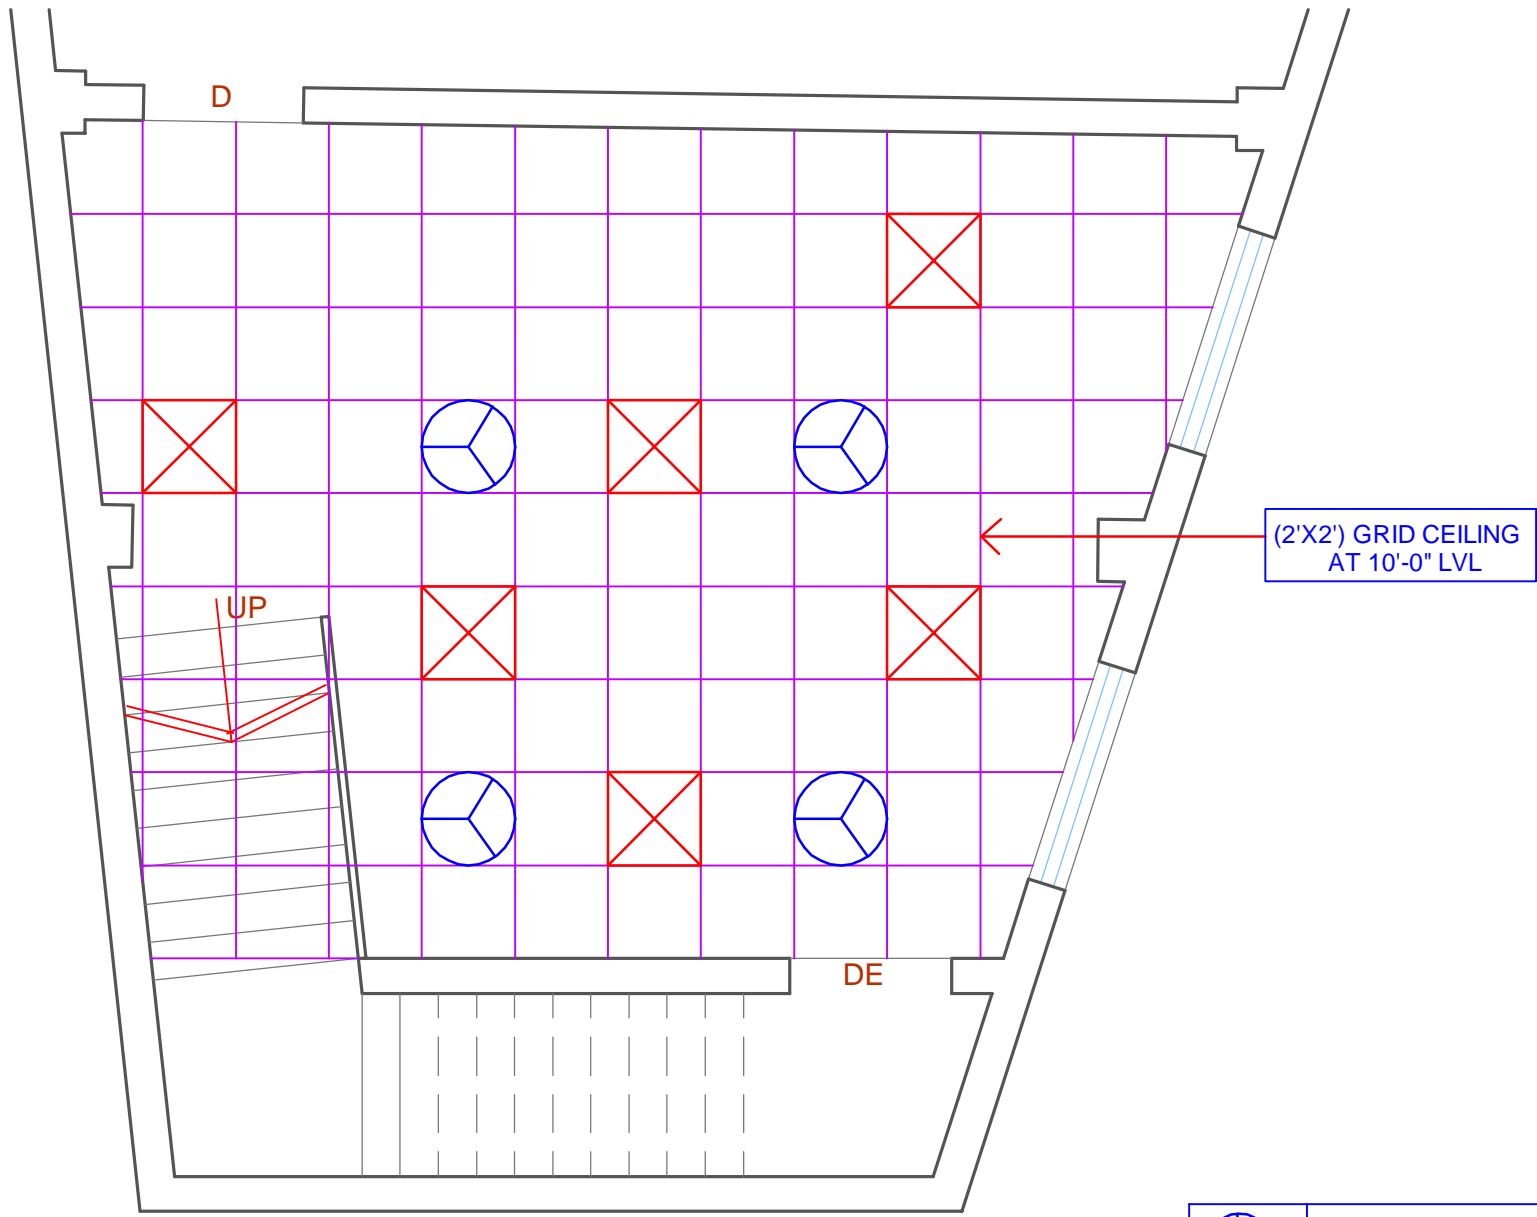 D
(2'X2') GRID CEILING
AT 10'-0" LVL
UP
DE